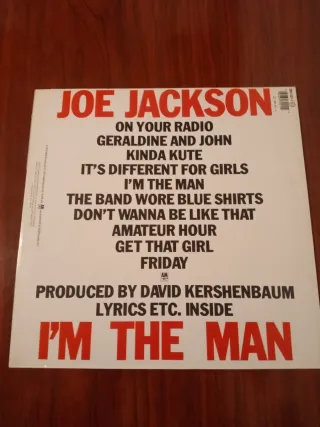 JOE JACKSON
ON YOUR RADIO
GERALDINE AND JOHN
KINDA KUTE
IT'S DIFFERENT FOR GIRLS
I'M THE MAN
THE BAND WORE BLUE SHIRTS
DON'T WANNA BE LIKE THAT
AMATEUR HOUR
GET THAT GIRL
FRIDAY
A&M
PRODUCED BY DAVID KERSHENBAUM
LYRICS ETC. INSIDE
I'M THE MAN